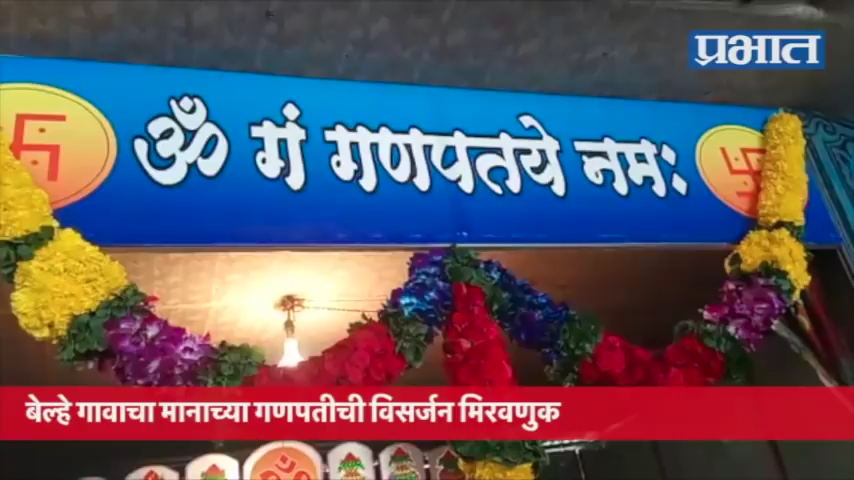 प्रभात
ॐ गं गणपतये नमः
बेल्हे गावाचा मानाच्या गणपतीची विसर्जन मिरवणुक